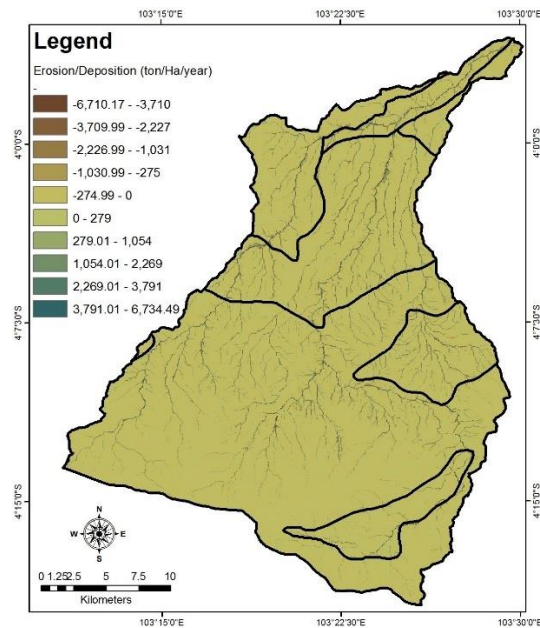 103°15'0"E 103°22'30"E 103°30'0"E
Legend
Erosion/Deposition (ton/Ha/year)
-
-6,710.17 - -3,710
-3,709.99 - -2,227
-2,226.99 - -1,031
-1,030.99 - -275
-274.99 - 0
0 - 279
279.01 - 1,054
1,054.01 - 2,269
2,269.01 - 3,791
3,791.01 - 6,734.49
4°0'0"S 4°0'0"S
4°7'30"S 4°7'30"S
4°15'0"S 4°15'0"S
N
W E
S
0 1.252.5 5 7.5 10
Kilometers
103°15'0"E 103°22'30"E 103°30'0"E